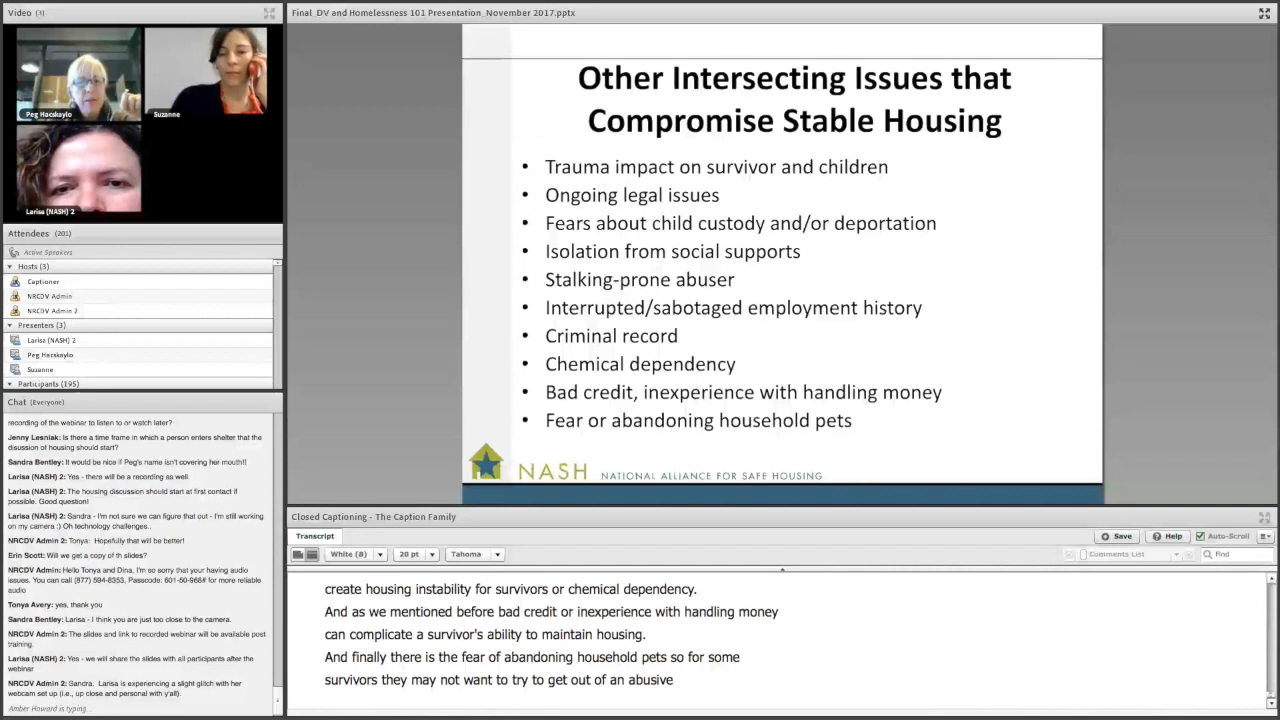 Video (3)
Peg Hacskaylo
Suzanne
Larisa (NASH) 2
Attendees (201)
Active Speakers
Hosts (3)
Captioner
NRCDV Admin
NRCDV Admin 2
Presenters (3)
Larisa (NASH) 2
Peg Hacskaylo
Suzanne
Participants (195)
Chat (Everyone)
recording of the webinar to listen to or watch later?
Jenny Lesniak: Is there a time frame in which a person enters shelter that the
disussion of housing should start?
Sandra Bentley: It would be nice if Peg's name isn't covering her mouth!!
Larisa (NASH) 2: Yes - there will be a recording as well.
Larisa (NASH) 2: The housing discussion should start at first contact if
possible. Good question!
Larisa (NASH) 2: Sandra - I'm not sure we can figure that out - I'm still working
on my camera :) Oh technology challenges..
NRCDV Admin 2: Tonya: Hopefully that will be better!
Erin Scott: Will we get a copy of th slides?
NRCDV Admin 2: Hello Tonya and Dina, I'm so sorry that your having audio
issues. You can call (877) 594-8353, Passcode: 601-50-968# for more reliable
audio
Tonya Avery: yes, thank you
Sandra Bentley: Larisa - I think you are just too close to the camera.
NRCDV Admin 2: The slides and link to recorded webinar will be available post
training.
Larisa (NASH) 2: Yes - we will share the slides with all participants after the
webinar
NRCDV Admin 2: Sandra: Larisa is experiencing a slight glitch with her
webcam set up (i.e., up close and personal with y'all).
Amber Howard is typing...
Final_DV and Homelessness 101 Presentation_November 2017.pptx
Other Intersecting Issues that
Compromise Stable Housing
• Trauma impact on survivor and children
• Ongoing legal issues
• Fears about child custody and/or deportation
• Isolation from social supports
• Stalking-prone abuser
• Interrupted/sabotaged employment history
• Criminal record
• Chemical dependency
• Bad credit, inexperience with handling money
• Fear or abandoning household pets
NASH NATIONAL ALLIANCE FOR SAFE HOUSING
Closed Captioning - The Caption Family
Transcript
Save
Help
Auto-Scroll
White (B)
20 pt
Tahoma
Comments List
Find
create housing instability for survivors or chemical dependency.
And as we mentioned before bad credit or inexperience with handling money
can complicate a survivor's ability to maintain housing.
And finally there is the fear of abandoning household pets so for some
survivors they may not want to try to get out of an abusive